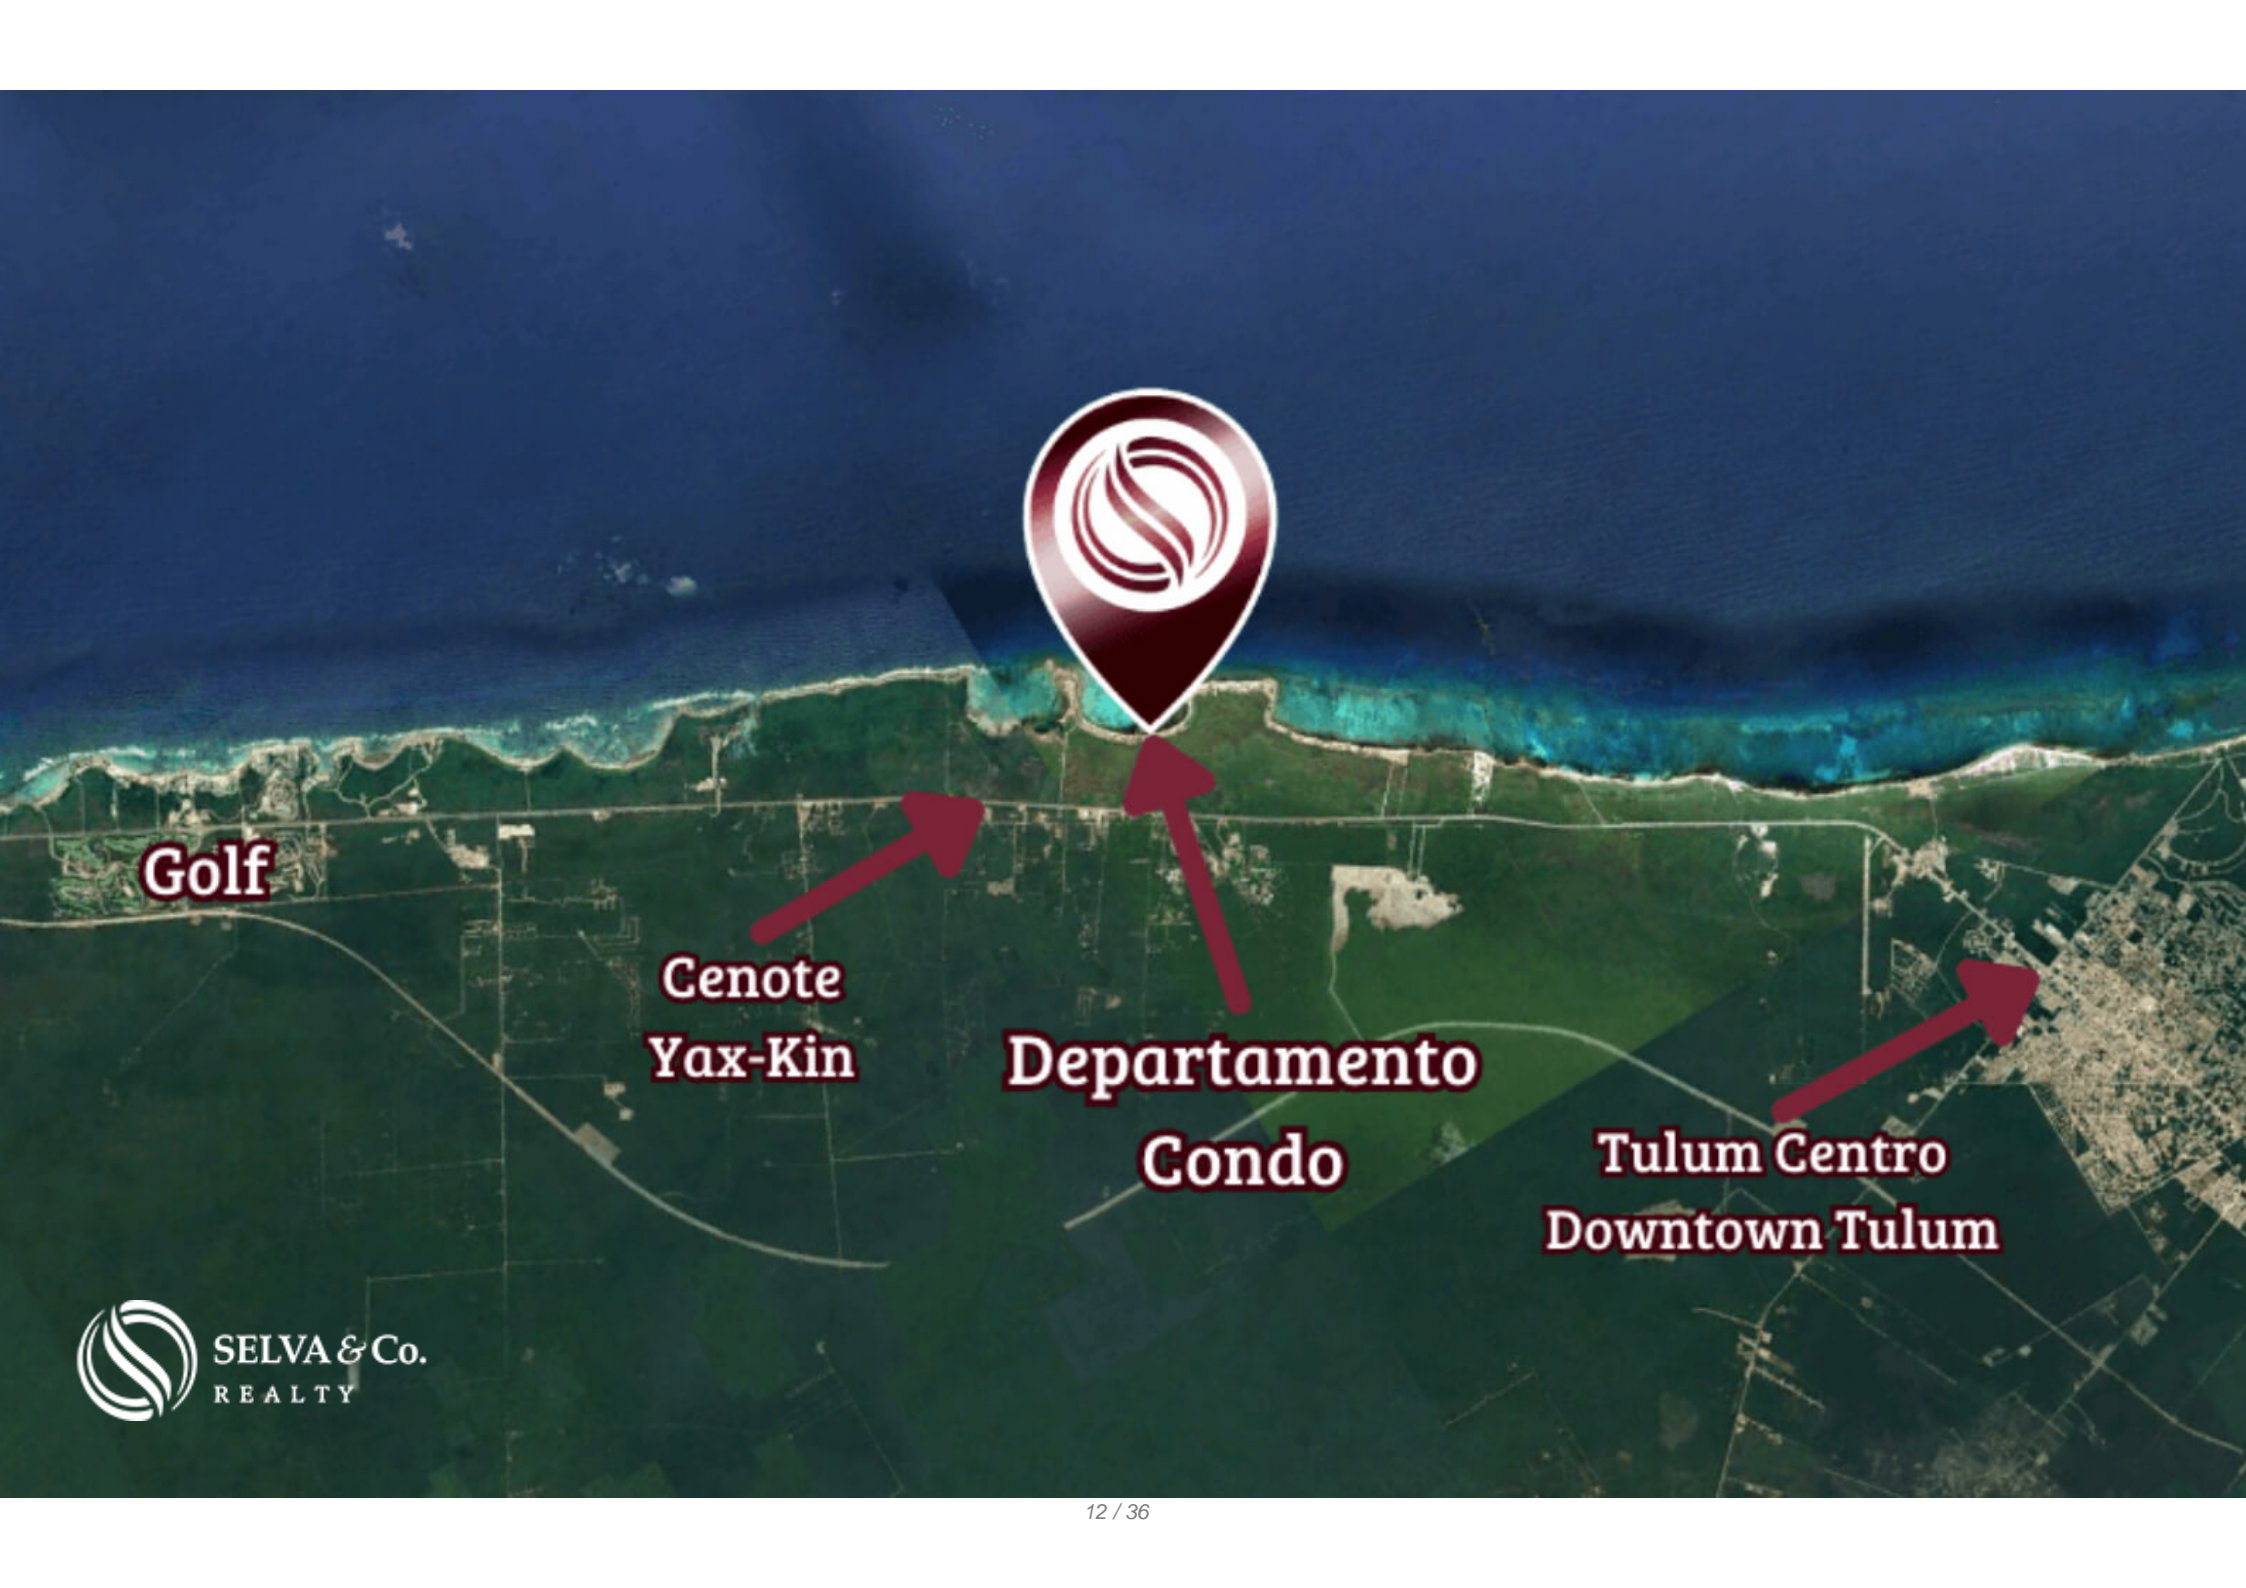 Golf
Cenote
Yax-Kin
Departamento
Condo
Tulum Centro
Downtown Tulum
SELVA & Co.
REALTY
12 / 36